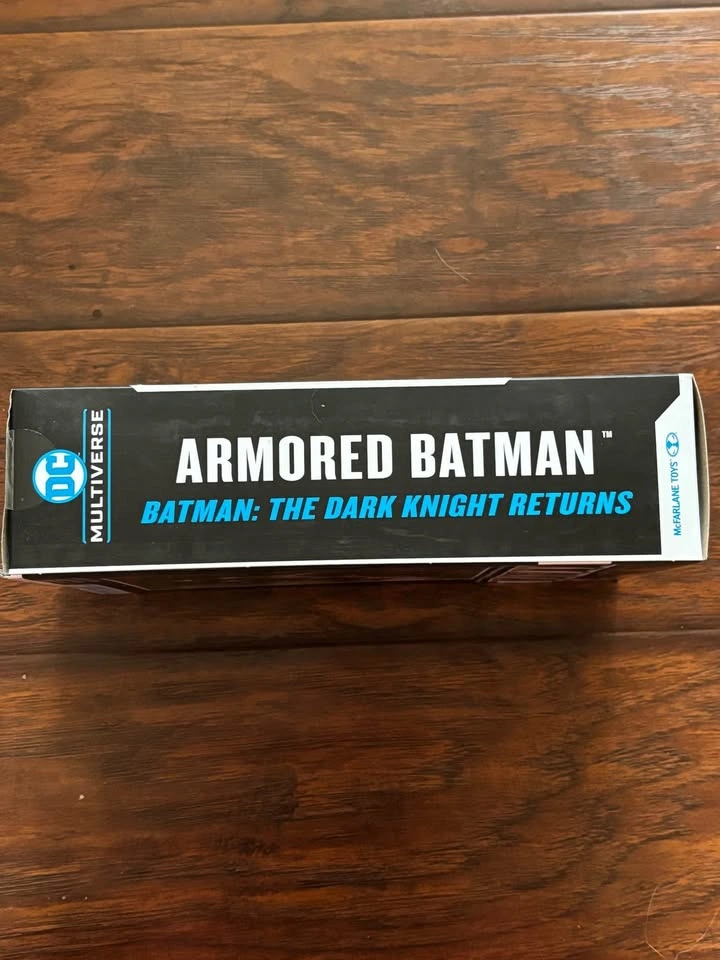 DC
MULTIVERSE
ARMORED BATMAN™
BATMAN: THE DARK KNIGHT RETURNS
McFARLANE TOYS